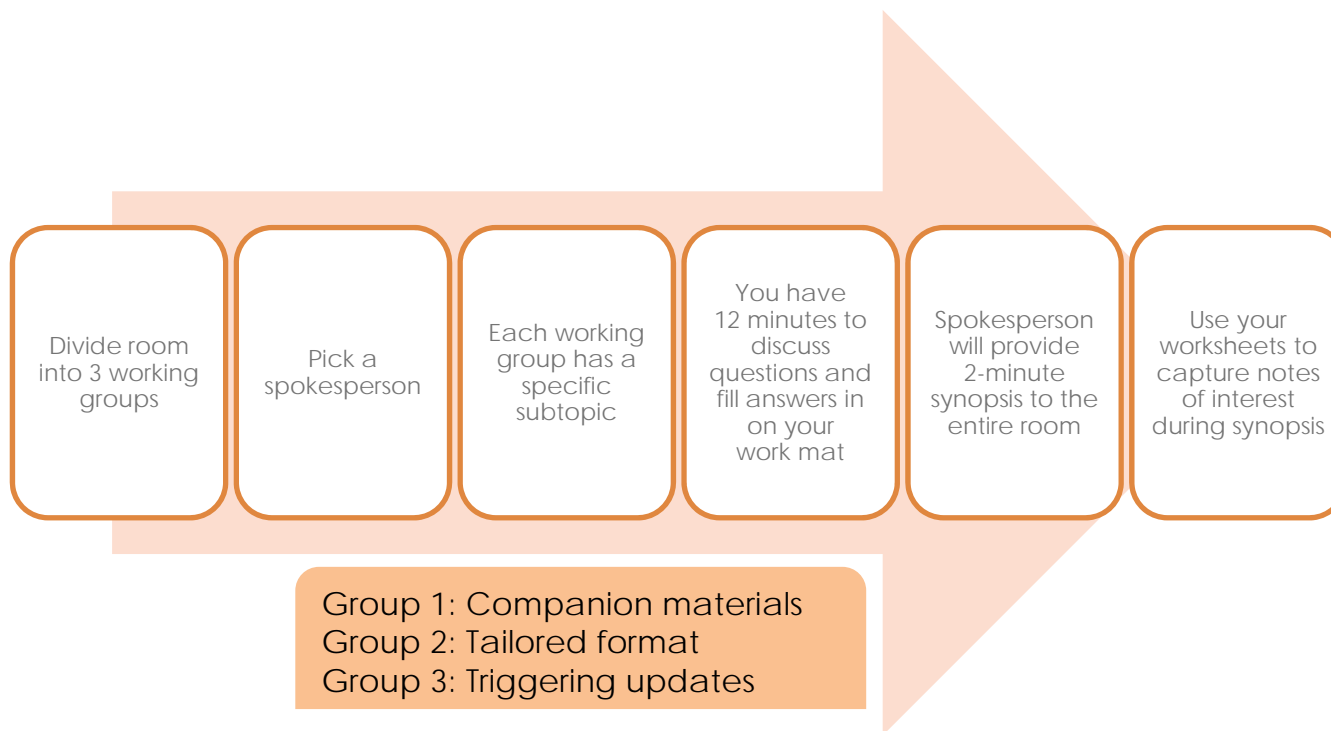 Divide room
into 3 working
groups
Pick a
spokesperson
Each working
group has a
specific
subtopic
You have
12 minutes to
discuss
questions and
fill answers in
on your
work mat
Spokesperson
will provide
2-minute
synopsis to the
entire room
Use your
worksheets to
capture notes
of interest
during synopsis
Group 1: Companion materials
Group 2: Tailored format
Group 3: Triggering updates